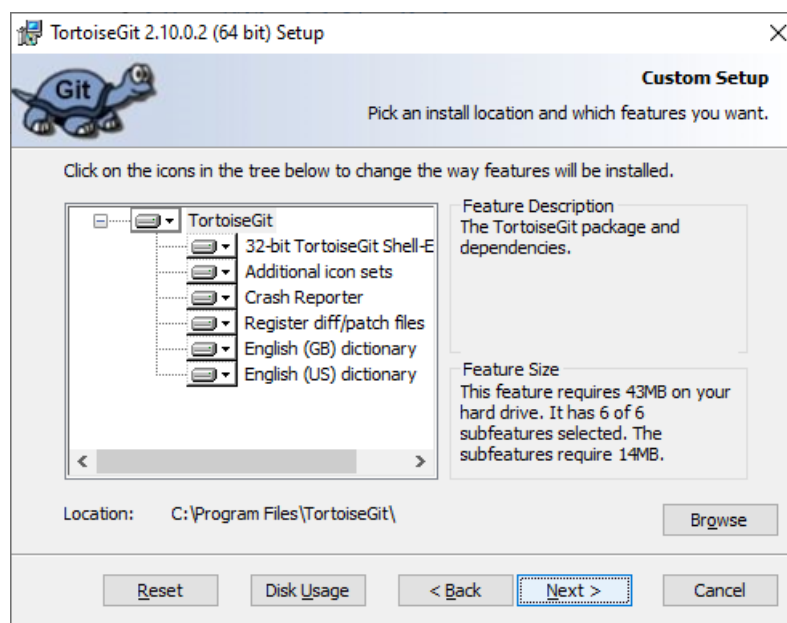 TortoiseGit 2.10.0.2 (64 bit) Setup
Git
Custom Setup
Pick an install location and which features you want.
Click on the icons in the tree below to change the way features will be installed.
TortoiseGit
32-bit TortoiseGit Shell-E
Additional icon sets
Crash Reporter
Register diff/patch files
English (GB) dictionary
English (US) dictionary
Feature Description
The TortoiseGit package and
dependencies.
Feature Size
This feature requires 43MB on your
hard drive. It has 6 of 6
subfeatures selected. The
subfeatures require 14MB.
Location: C:\Program Files\TortoiseGit\
Browse
Reset Disk Usage < Back Next > Cancel